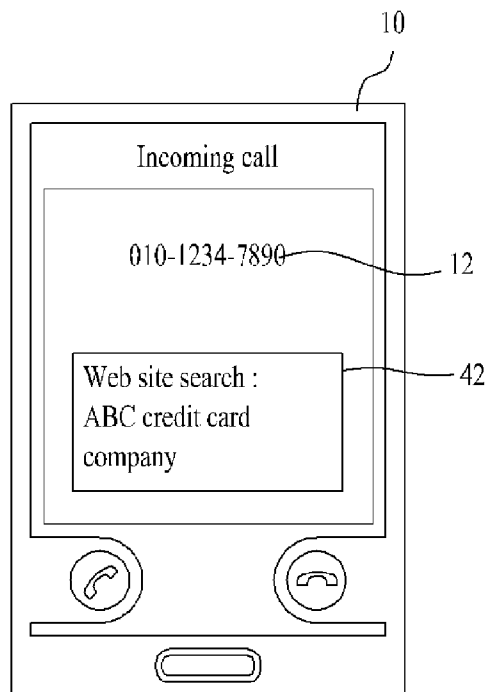 10
Incoming call
010-1234-7890
12
Web site search :
ABC credit card
company
42